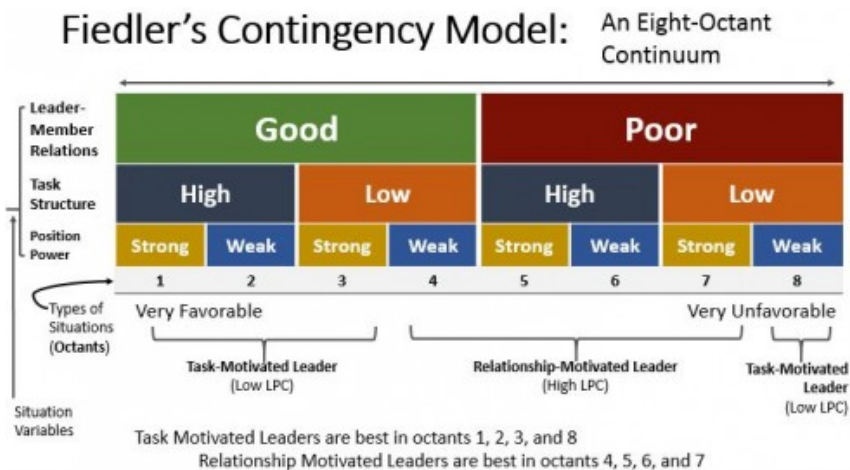 Fiedler's Contingency Model:
An Eight-Octant
Continuum
Leader-
Member
Relations
Good
Poor
Task
Structure
High
Low
High
Low
Position
Power
Strong
Weak
Strong
Weak
Strong
Weak
Strong
Weak
1
2
3
4
5
6
7
8
Types of
Situations
(Octants)
Very Favorable
Very Unfavorable
Task-Motivated Leader
(Low LPC)
Relationship-Motivated Leader
(High LPC)
Task-Motivated
Leader
(Low LPC)
Situation
Variables
Task Motivated Leaders are best in octants 1, 2, 3, and 8
Relationship Motivated Leaders are best in octants 4, 5, 6, and 7